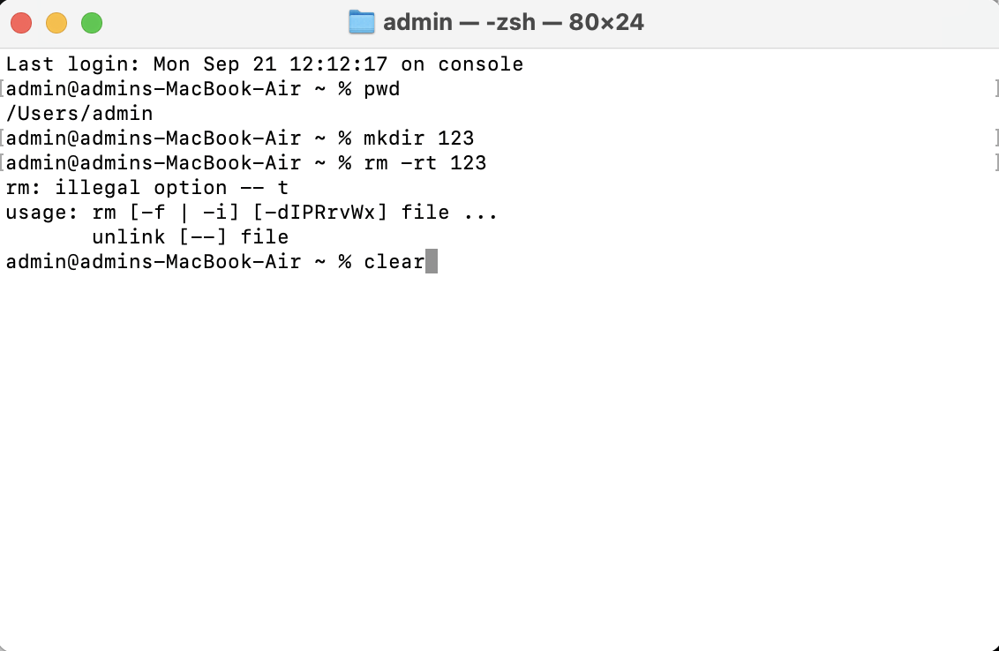 admin — -zsh — 80×24
Last login: Mon Sep 21 12:12:17 on console
[admin@admins-MacBook-Air ~ % pwd ]
/Users/admin
[admin@admins-MacBook-Air ~ % mkdir 123 ]
[admin@admins-MacBook-Air ~ % rm -rt 123 ]
rm: illegal option -- t
usage: rm [-f | -i] [-dIPRrvWx] file ...
       unlink [--] file
admin@admins-MacBook-Air ~ % clear